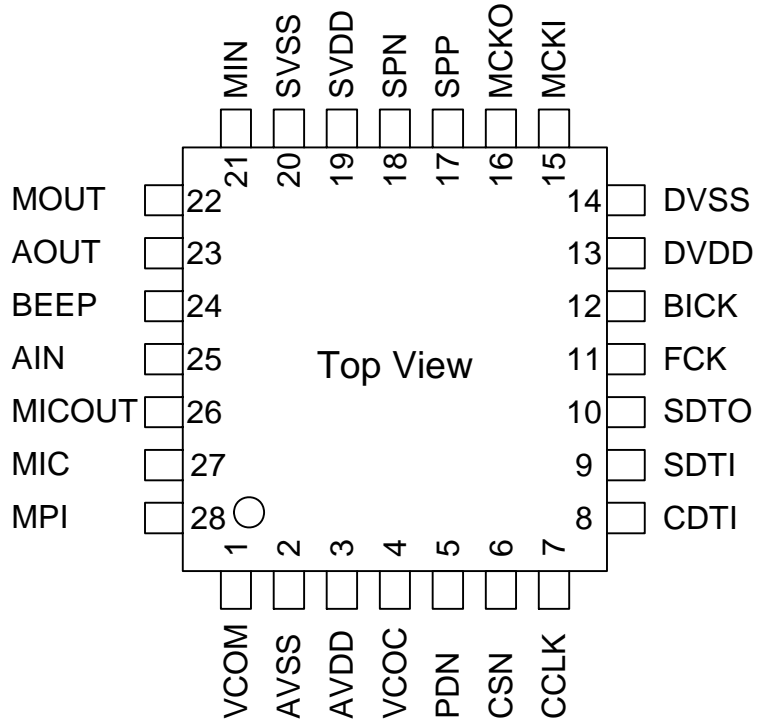 MIN
SVSS
SVDD
SPN
SPP
MCKO
MCKI
21
20
19
18
17
16
15
MOUT 22 14 DVSS
AOUT 23 13 DVDD
BEEP 24 12 BICK
AIN 25 Top View 11 FCK
MICOUT 26 10 SDTO
MIC 27 9 SDTI
MPI 28 8 CDTI
1
2
3
4
5
6
7
VCOM
AVSS
AVDD
VCOC
PDN
CSN
CCLK